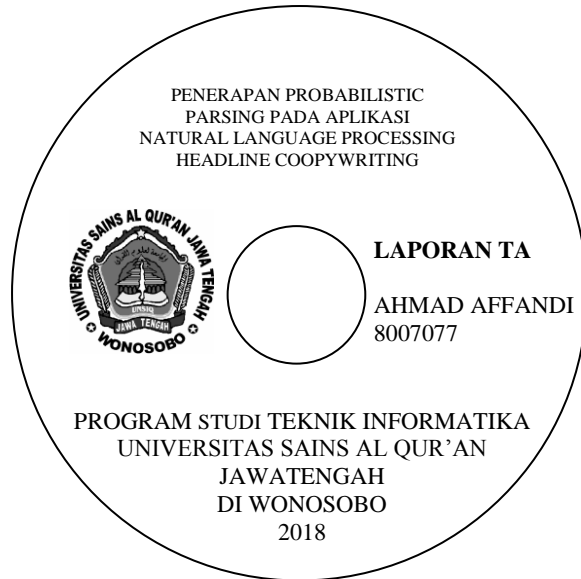 PENERAPAN PROBABILISTIC
PARSING PADA APLIKASI
NATURAL LANGUAGE PROCESSING
HEADLINE COOPYWRITING
UNIVERSITAS SAINS AL QUR'AN JAWA TENGAH
UNSIQ
JAWA TENGAH
WONOSOBO
LAPORAN TA
AHMAD AFFANDI
8007077
PROGRAM STUDI TEKNIK INFORMATIKA
UNIVERSITAS SAINS AL QUR’AN
JAWATENGAH
DI WONOSOBO
2018